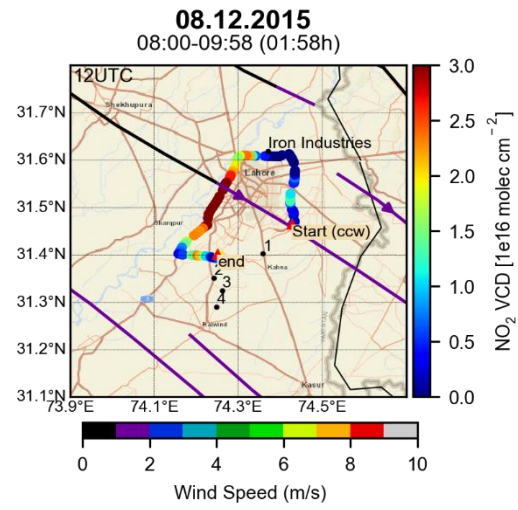 08.12.2015
08:00-09:58 (01:58h)
12UTC
Shekhupura
Iron Industries
Lahore
Start (ccw)
Sharqpur
end
1
Kahna
2
3
4
Raiwind
Kasur
31.7°N
31.6°N
31.5°N
31.4°N
31.3°N
31.2°N
31.1°N
73.9°E 74.1°E 74.3°E 74.5°E
3.0
2.5
2.0
1.5
1.0
0.5
0.0
NO₂ VCD [1e16 molec cm⁻²]
0 2 4 6 8 10
Wind Speed (m/s)